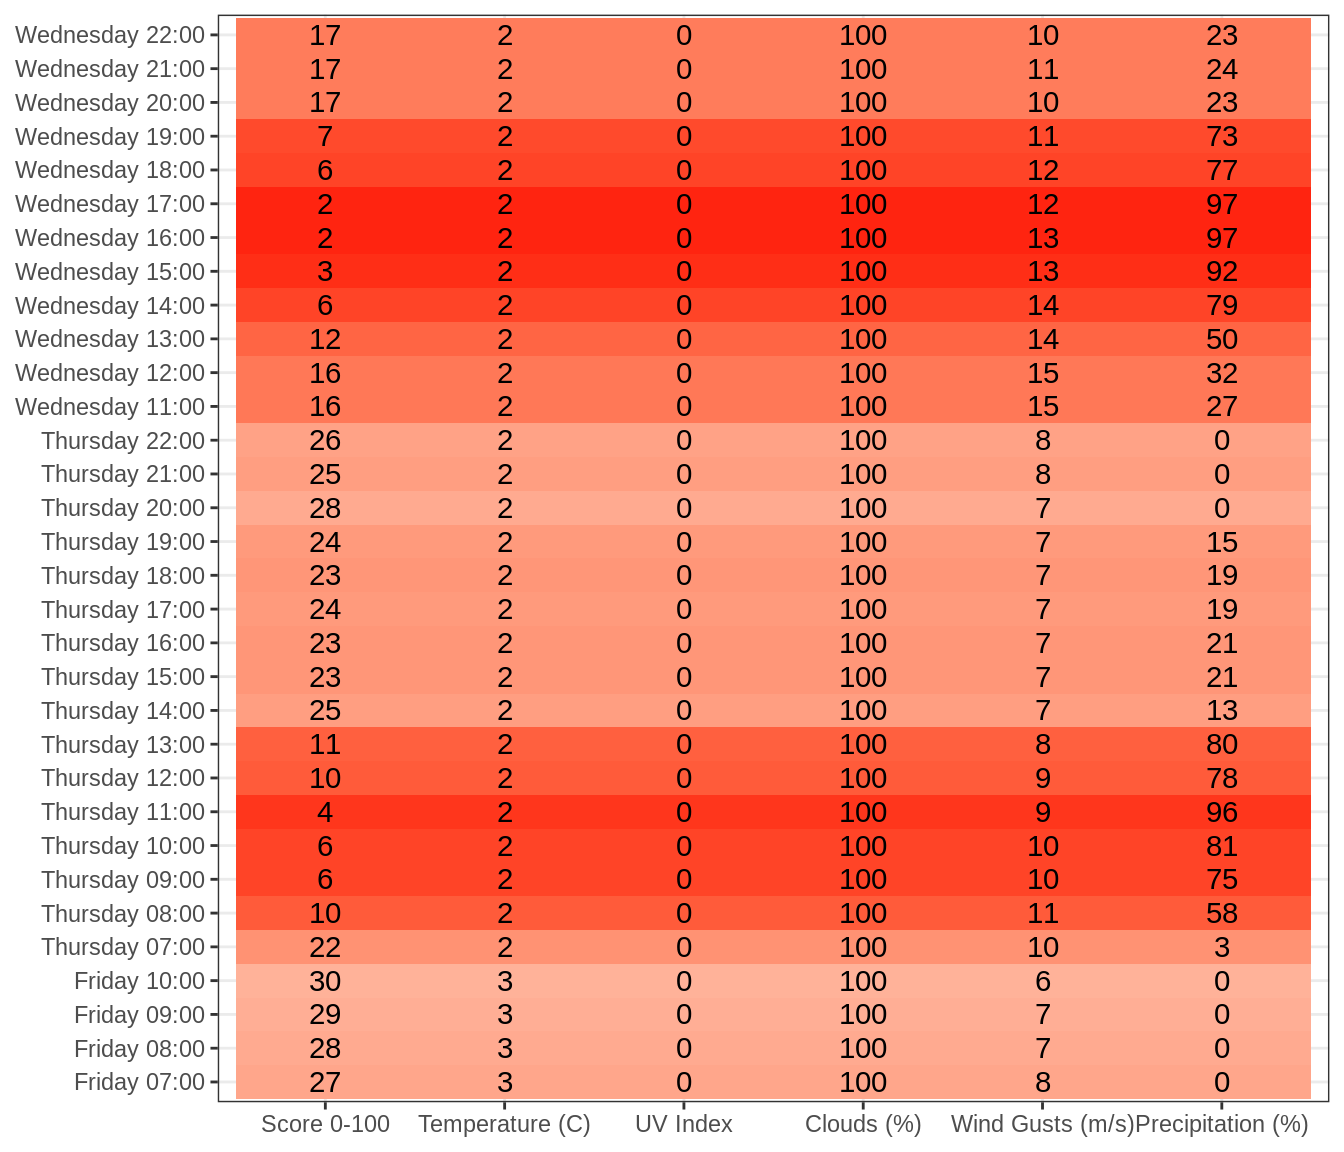 Wednesday 22:00 17 2 0 100 10 23
Wednesday 21:00 17 2 0 100 11 24
Wednesday 20:00 17 2 0 100 10 23
Wednesday 19:00 7 2 0 100 11 73
Wednesday 18:00 6 2 0 100 12 77
Wednesday 17:00 2 2 0 100 12 97
Wednesday 16:00 2 2 0 100 13 97
Wednesday 15:00 3 2 0 100 13 92
Wednesday 14:00 6 2 0 100 14 79
Wednesday 13:00 12 2 0 100 14 50
Wednesday 12:00 16 2 0 100 15 32
Wednesday 11:00 16 2 0 100 15 27
Thursday 22:00 26 2 0 100 8 0
Thursday 21:00 25 2 0 100 8 0
Thursday 20:00 28 2 0 100 7 0
Thursday 19:00 24 2 0 100 7 15
Thursday 18:00 23 2 0 100 7 19
Thursday 17:00 24 2 0 100 7 19
Thursday 16:00 23 2 0 100 7 21
Thursday 15:00 23 2 0 100 7 21
Thursday 14:00 25 2 0 100 7 13
Thursday 13:00 11 2 0 100 8 80
Thursday 12:00 10 2 0 100 9 78
Thursday 11:00 4 2 0 100 9 96
Thursday 10:00 6 2 0 100 10 81
Thursday 09:00 6 2 0 100 10 75
Thursday 08:00 10 2 0 100 11 58
Thursday 07:00 22 2 0 100 10 3
Friday 10:00 30 3 0 100 6 0
Friday 09:00 29 3 0 100 7 0
Friday 08:00 28 3 0 100 7 0
Friday 07:00 27 3 0 100 8 0
Score 0-100 Temperature (C) UV Index Clouds (%) Wind Gusts (m/s) Precipitation (%)